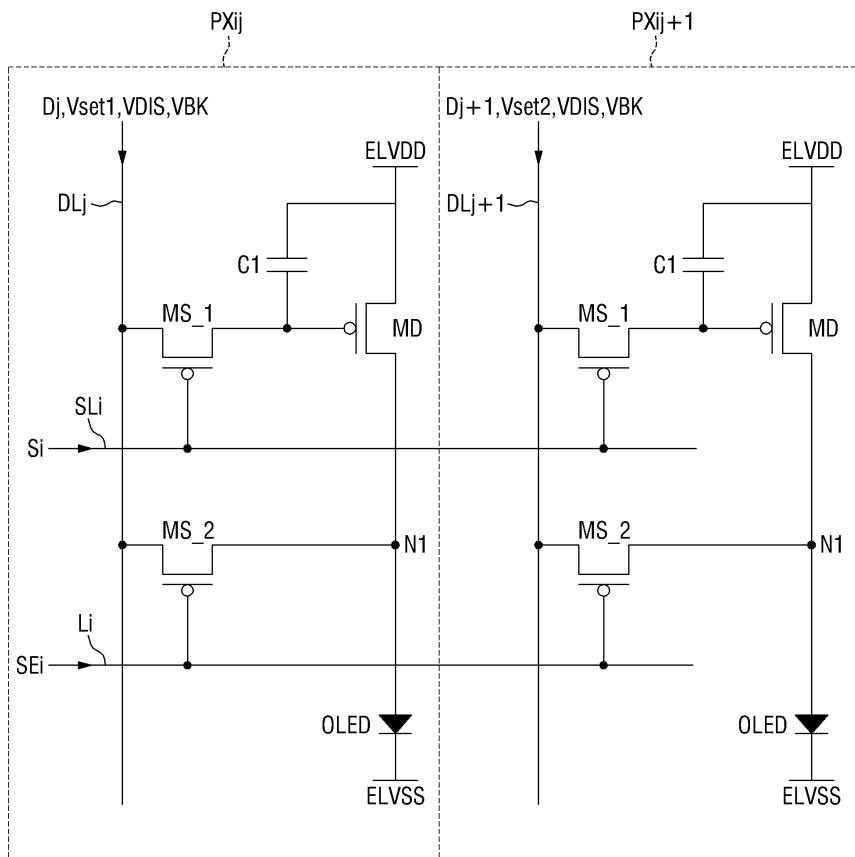 PXij
PXij+1
Dj,Vset1,VDIS,VBK
Dj+1,Vset2,VDIS,VBK
ELVDD
ELVDD
DLj
DLj+1
C1
C1
MS_1
MD
MS_1
MD
SLi
Si
MS_2
N1
MS_2
N1
Li
SEi
OLED
OLED
ELVSS
ELVSS